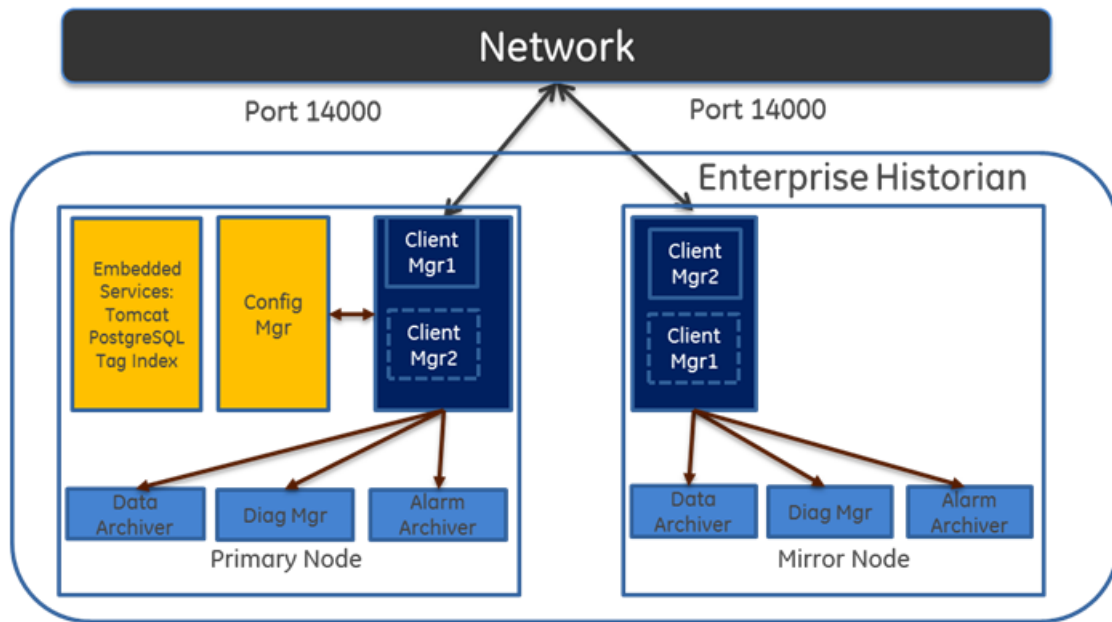 Network
Port 14000
Port 14000
Enterprise Historian
Embedded
Services:
Tomcat
PostgreSQL
Tag Index
Config
Mgr
Client
Mgr1
Client
Mgr2
Client
Mgr2
Client
Mgr1
Data
Archiver
Diag Mgr
Alarm
Archiver
Primary Node
Data
Archiver
Diag Mgr
Alarm
Archiver
Mirror Node